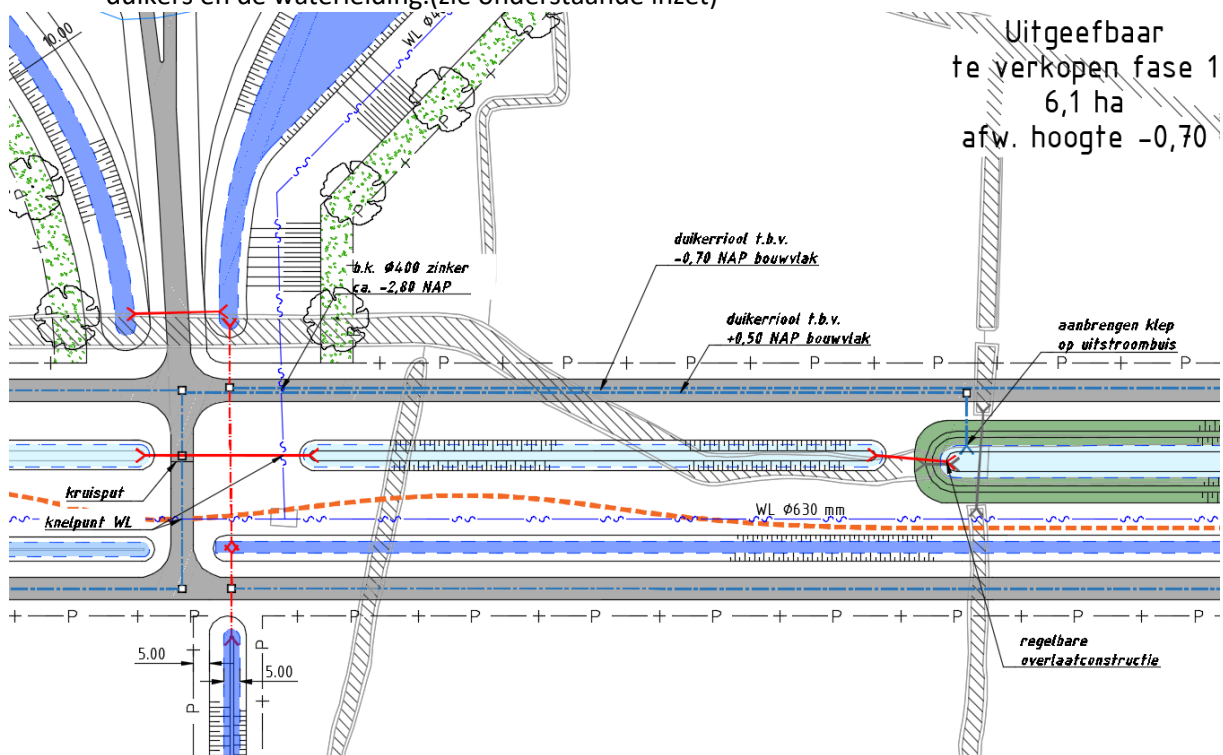 duikers en de waterleiding.(zie onderstaande inzet)
Uitgeefbaar
te verkopen fase 1
6,1 ha
afw. hoogte -0,70
10.00
WL
P
duikerriool t.b.v.
-0,70 NAP bouwvlak
b.k. Ø400 zinker
ca. -2,80 NAP
duikerriool t.b.v.
+0,50 NAP bouwvlak
aanbrengen klep
op uitstroombuis
P P P P P P P
kruisput
knelpunt WL
WL Ø630 mm
P P P P P P P P P
regelbare
overlaatconstructie
5.00
5.00
P P